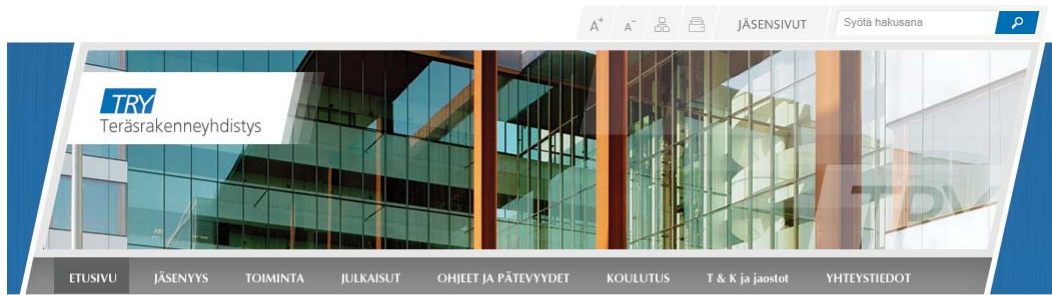 A+ A- JÄSENSIVUT Syötä hakusana
TRY
Teräsrakenneyhdistys
TRY
ETUSIVU JÄSENYYS TOIMINTA JULKAISUT OHJEET JA PÄTEVYYDET KOULUTUS T & K ja jaostot YHTEYSTIEDOT